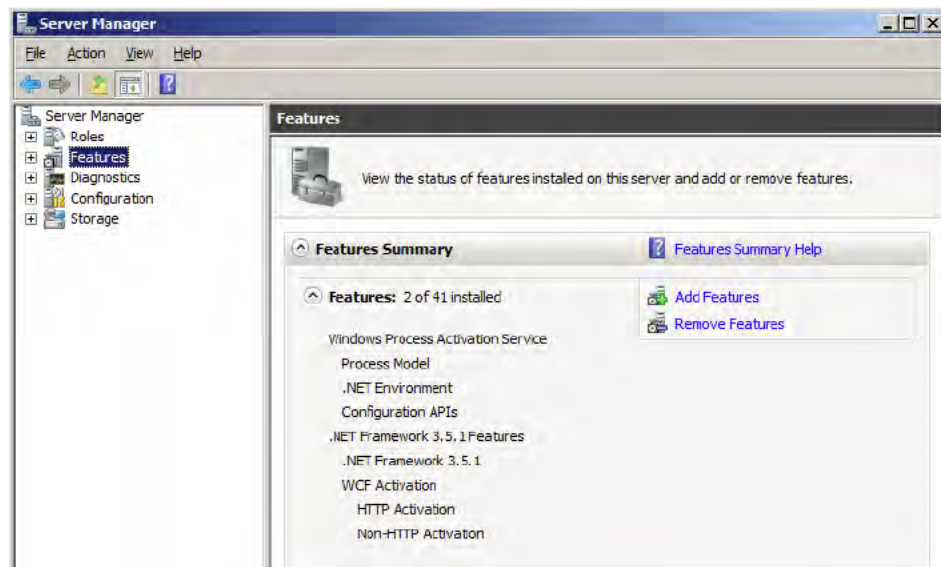 Server Manager
File Action View Help
Server Manager
Roles
Features
Diagnostics
Configuration
Storage
Features
View the status of features installed on this server and add or remove features.
Features Summary
Features Summary Help
Features: 2 of 41 installed
Add Features
Remove Features
Windows Process Activation Service
Process Model
.NET Environment
Configuration APIs
.NET Framework 3.5.1 Features
.NET Framework 3.5.1
WCF Activation
HTTP Activation
Non-HTTP Activation